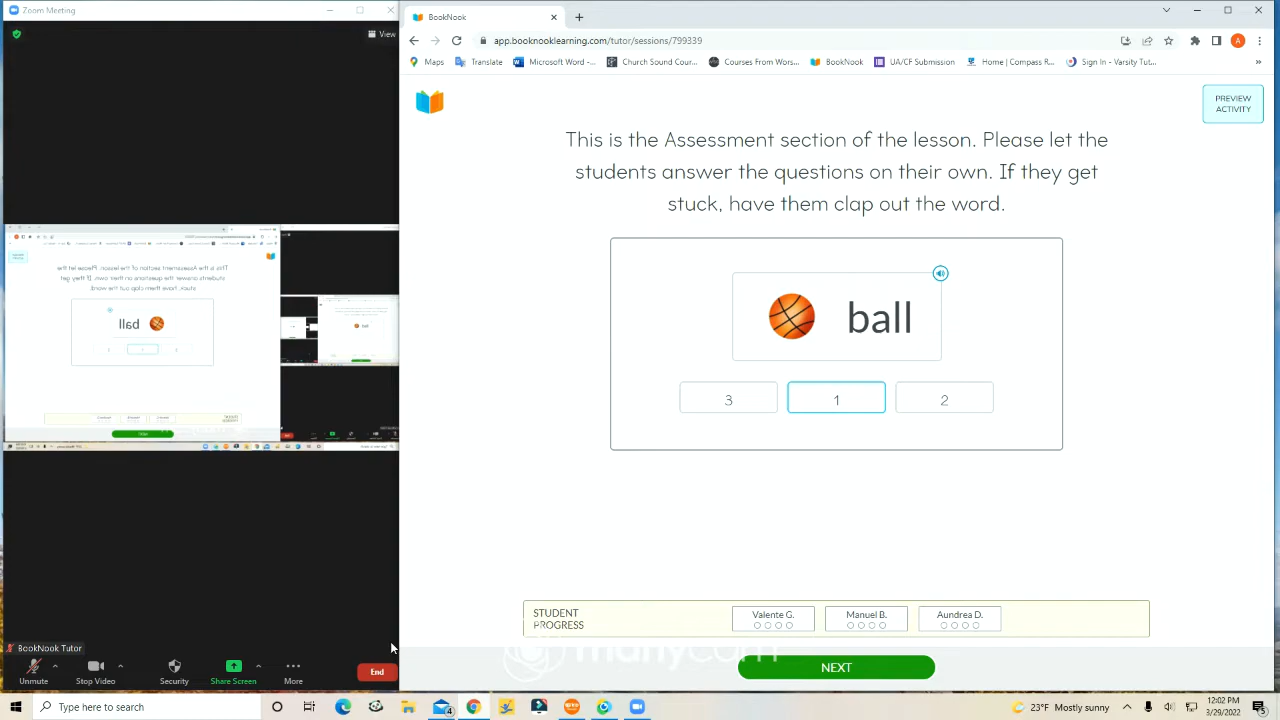 Zoom Meeting
View
BookNook Tutor
Unmute
Stop Video
Security
Share Screen
More
End
BookNook
app.booknooklearning.com/tutor/sessions/799339
A
Maps
Translate
Microsoft Word -...
Church Sound Cour...
Courses From Wors...
BookNook
UA/CF Submission
Home | Compass R...
Sign - Varsity Tut...
»
PREVIEW
ACTIVITY
This is the Assessment section of the lesson. Please let the
students answer the questions on their own. If they get
stuck, have them clap out the word.
ball
3 1 2
STUDENT
PROGRESS
Valente G.
Manuel B.
Aundrea D.
NEXT
Type here to search
4
23°F Mostly sunny
12:02 PM
3/29/2022
5